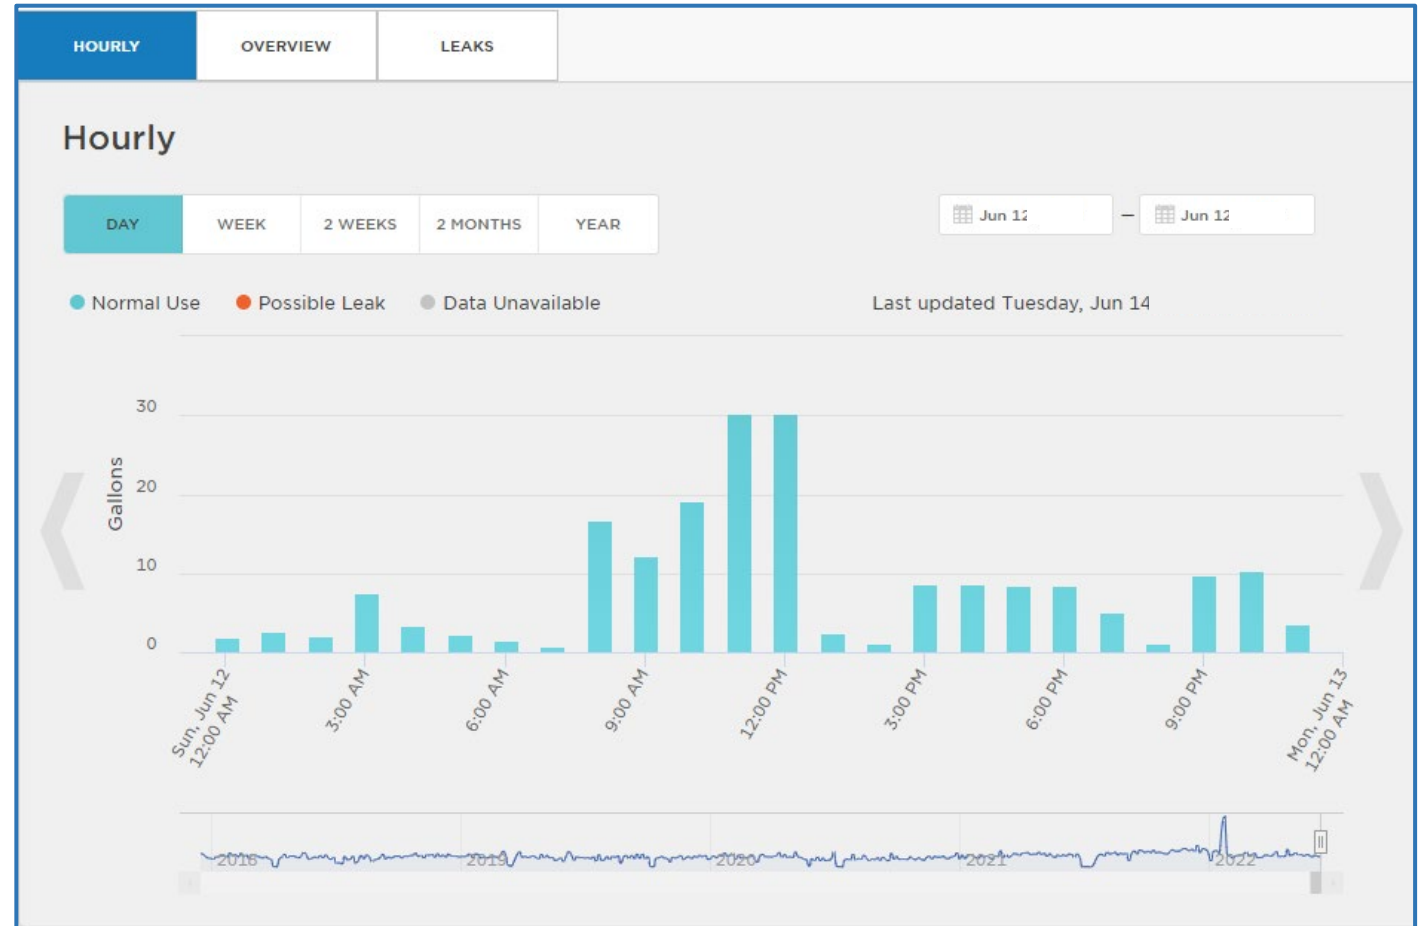 HOURLY OVERVIEW LEAKS
Hourly
DAY WEEK 2 WEEKS 2 MONTHS YEAR
Jun 12 – Jun 12
Normal Use Possible Leak Data Unavailable
Last updated Tuesday, Jun 14
Gallons
30
20
10
0
Sun, Jun 12
12:00 AM
3:00 AM
6:00 AM
9:00 AM
12:00 PM
3:00 PM
6:00 PM
9:00 PM
Mon, Jun 13
12:00 AM
2018 2019 2020 2021 2022